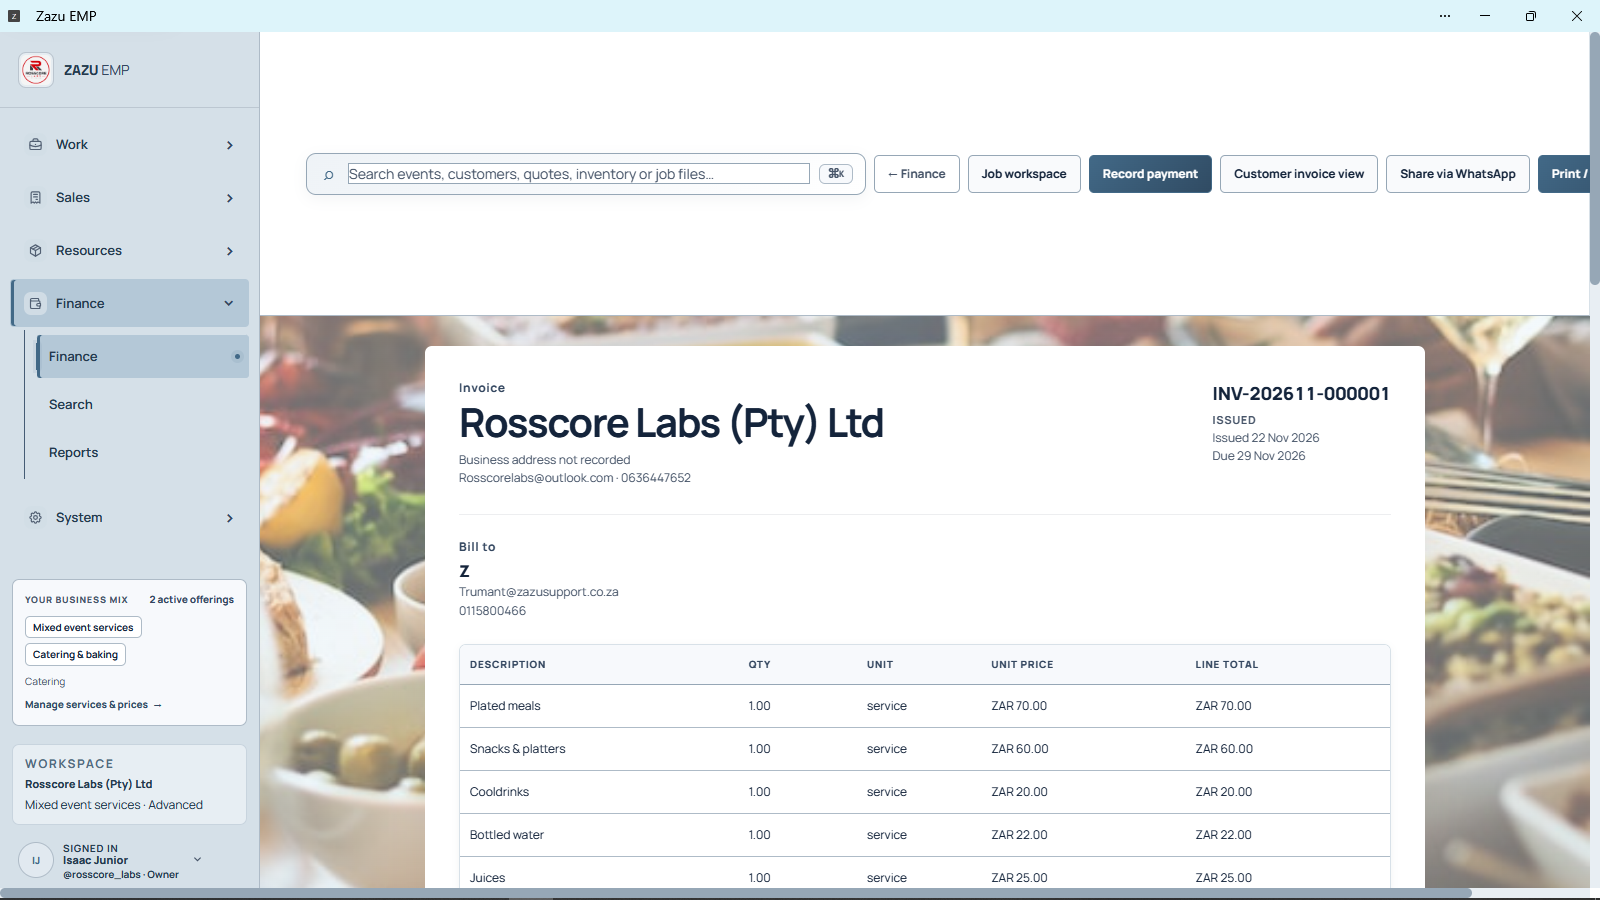 Z
Zazu EMP
R
ROSSCORE
ZAZU EMP
Work
Sales
Resources
Finance
Finance
Search
Reports
System
YOUR BUSINESS MIX 2 active offerings
Mixed event services
Catering & baking
Catering
Manage services & prices →
WORKSPACE
Rosscore Labs (Pty) Ltd
Mixed event services · Advanced
IJ
SIGNED IN
Isaac Junior
@rosscore_labs · Owner
Search events, customers, quotes, inventory or job files... ⌘K
← Finance
Job workspace
Record payment
Customer invoice view
Share via WhatsApp
Print /
Invoice
Rosscore Labs (Pty) Ltd
Business address not recorded
Rosscorelabs@outlook.com · 0636447652
INV-202611-000001
ISSUED
Issued 22 Nov 2026
Due 29 Nov 2026
Bill to
Z
Trumant@zazusupport.co.za
0115800466
DESCRIPTION QTY UNIT UNIT PRICE LINE TOTAL
Plated meals 1.00 service ZAR 70.00 ZAR 70.00
Snacks & platters 1.00 service ZAR 60.00 ZAR 60.00
Cooldrinks 1.00 service ZAR 20.00 ZAR 20.00
Bottled water 1.00 service ZAR 22.00 ZAR 22.00
Juices 1.00 service ZAR 25.00 ZAR 25.00